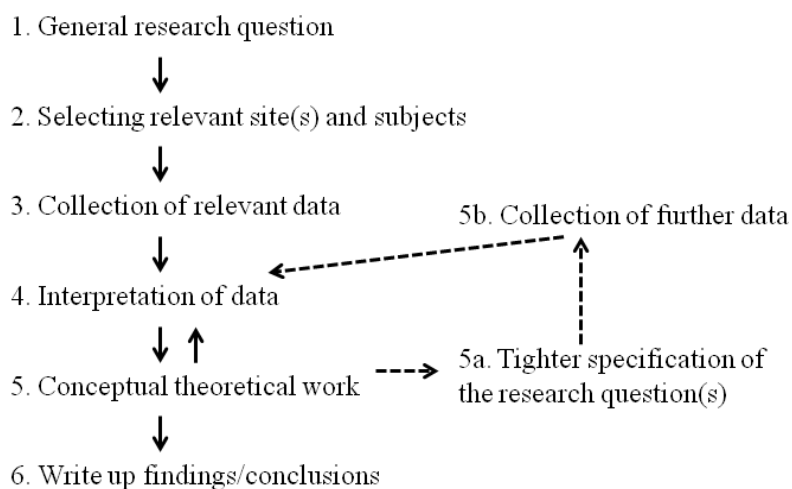 1. General research question
2. Selecting relevant site(s) and subjects
3. Collection of relevant data
5b. Collection of further data
4. Interpretation of data
5. Conceptual theoretical work
5a. Tighter specification of
the research question(s)
6. Write up findings/conclusions